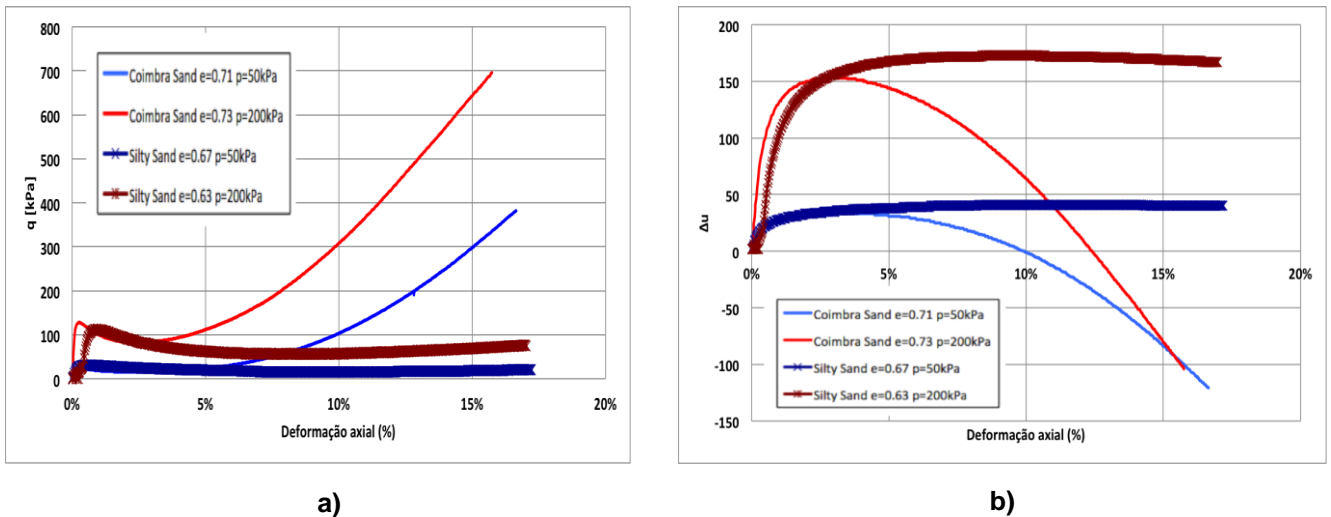 800
700
600
500
400
300
200
100
0
q [kPa]
Coimbra Sand e=0.71 p=50kPa
Coimbra Sand e=0.73 p=200kPa
Silty Sand e=0.67 p=50kPa
Silty Sand e=0.63 p=200kPa
0% 5% 10% 15% 20%
Deformação axial (%)
a)
200
150
100
50
0
-50
-100
-150
Δu
0% 5% 10% 15% 20%
Coimbra Sand e=0.71 p=50kPa
Coimbra Sand e=0.73 p=200kPa
Silty Sand e=0.67 p=50kPa
Silty Sand e=0.63 p=200kPa
Deformação axial (%)
b)